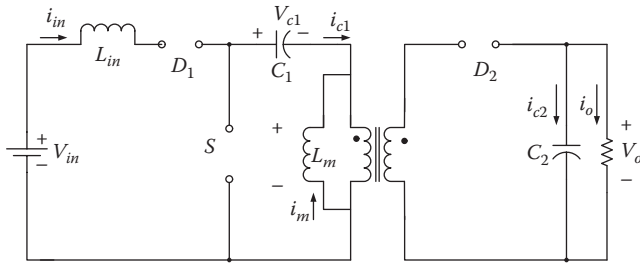 i_in
V_c1
i_c1
+
−
L_in
D_1
C_1
D_2
+
V_in
−
S
+
L_m
−
i_m
i_c2
i_o
C_2
+
V_o
−